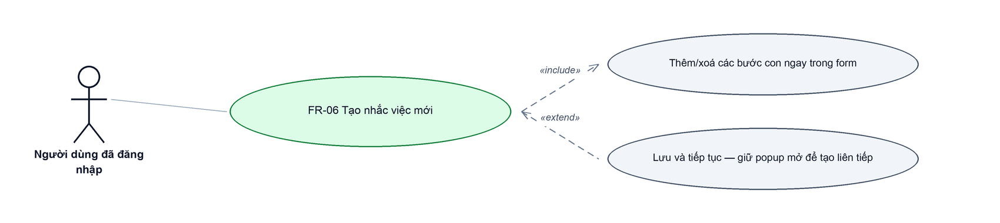 Người dùng đã đăng
nhập
FR-06 Tạo nhắc việc mới
«include»
«extend»
Thêm/xoá các bước con ngay trong form
Lưu và tiếp tục — giữ popup mở để tạo liên tiếp